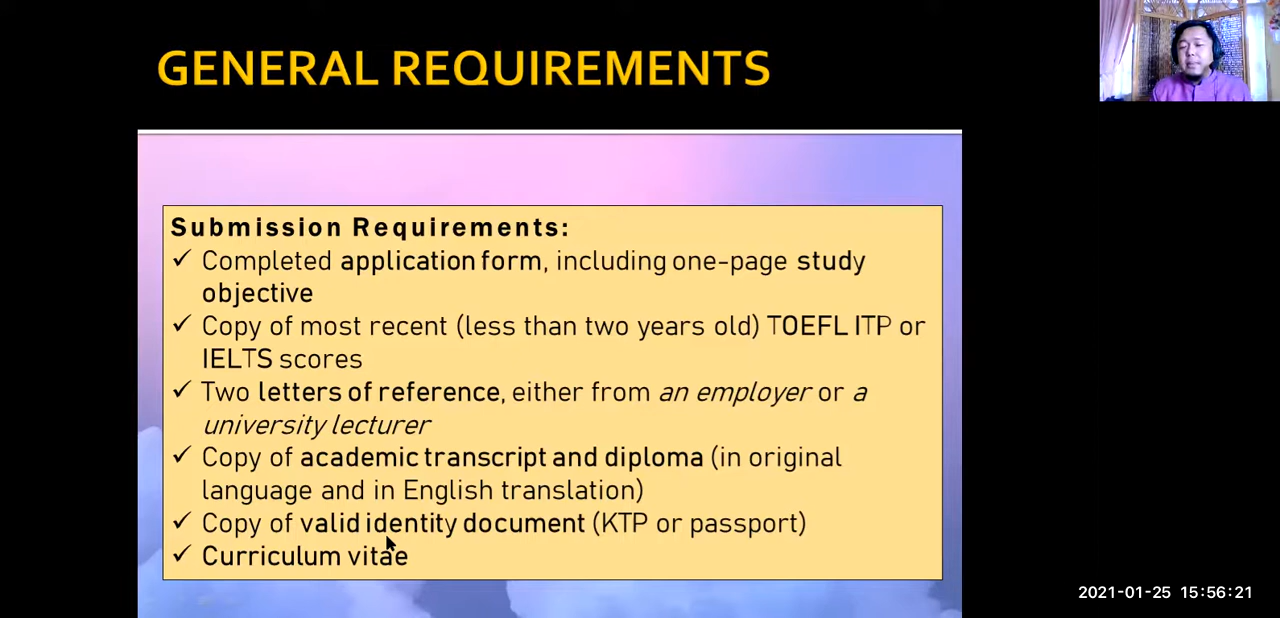 GENERAL REQUIREMENTS
Submission Requirements:
✓ Completed application form, including one-page study
objective
✓ Copy of most recent (less than two years old) TOEFL ITP or
IELTS scores
✓ Two letters of reference, either from an employer or a
university lecturer
✓ Copy of academic transcript and diploma (in original
language and in English translation)
✓ Copy of valid identity document (KTP or passport)
✓ Curriculum vitae
2021-01-25 15:56:21